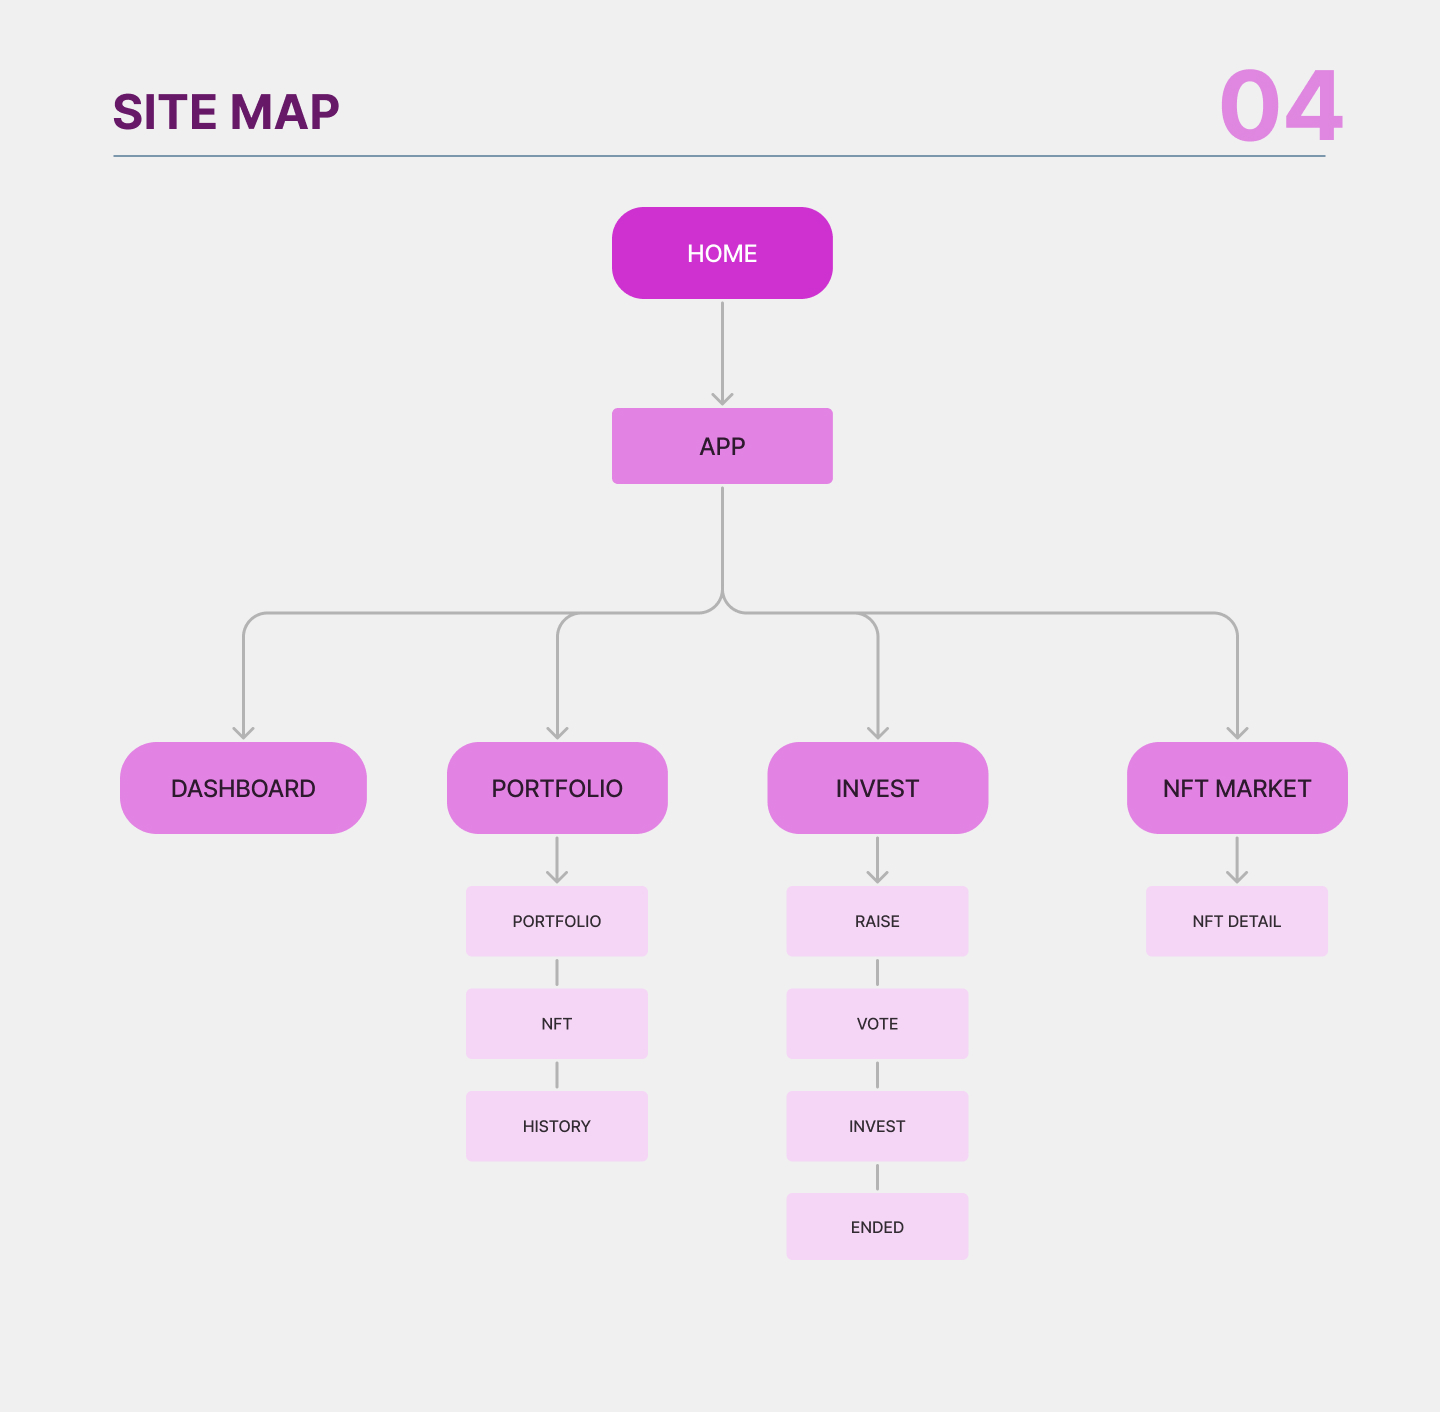 SITE MAP
04
HOME
APP
DASHBOARD
PORTFOLIO
INVEST
NFT MARKET
PORTFOLIO
RAISE
NFT DETAIL
NFT
VOTE
HISTORY
INVEST
ENDED